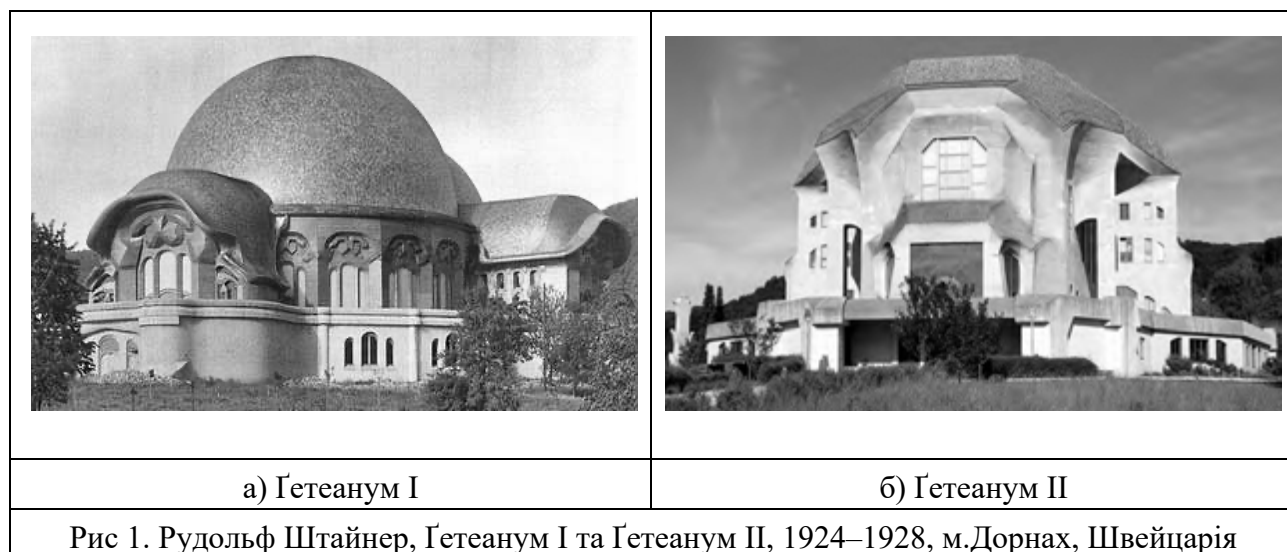 а) Ґетеанум І
б) Ґетеанум ІІ
Рис 1. Рудольф Штайнер, Ґетеанум І та Ґетеанум ІІ, 1924–1928, м.Дорнах, Швейцарія